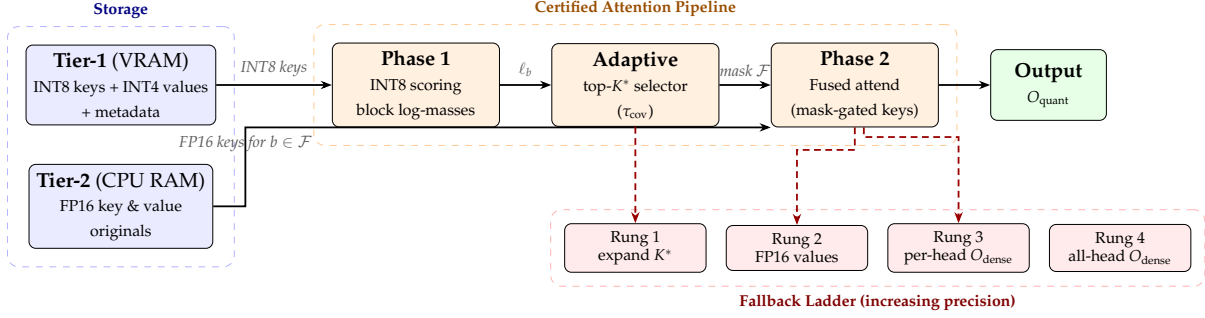 Storage
Certified Attention Pipeline
Tier-1 (VRAM)
INT8 keys + INT4 values
+ metadata
INT8 keys
Phase 1
INT8 scoring
block log-masses
ℓ_b
Adaptive
top-K* selector
(τ_cov)
mask ℱ
Phase 2
Fused attend
(mask-gated keys)
Output
O_quant
FP16 keys for b ∈ ℱ
Tier-2 (CPU RAM)
FP16 key & value
originals
Rung 1
expand K*
Rung 2
FP16 values
Rung 3
per-head O_dense
Rung 4
all-head O_dense
Fallback Ladder (increasing precision)